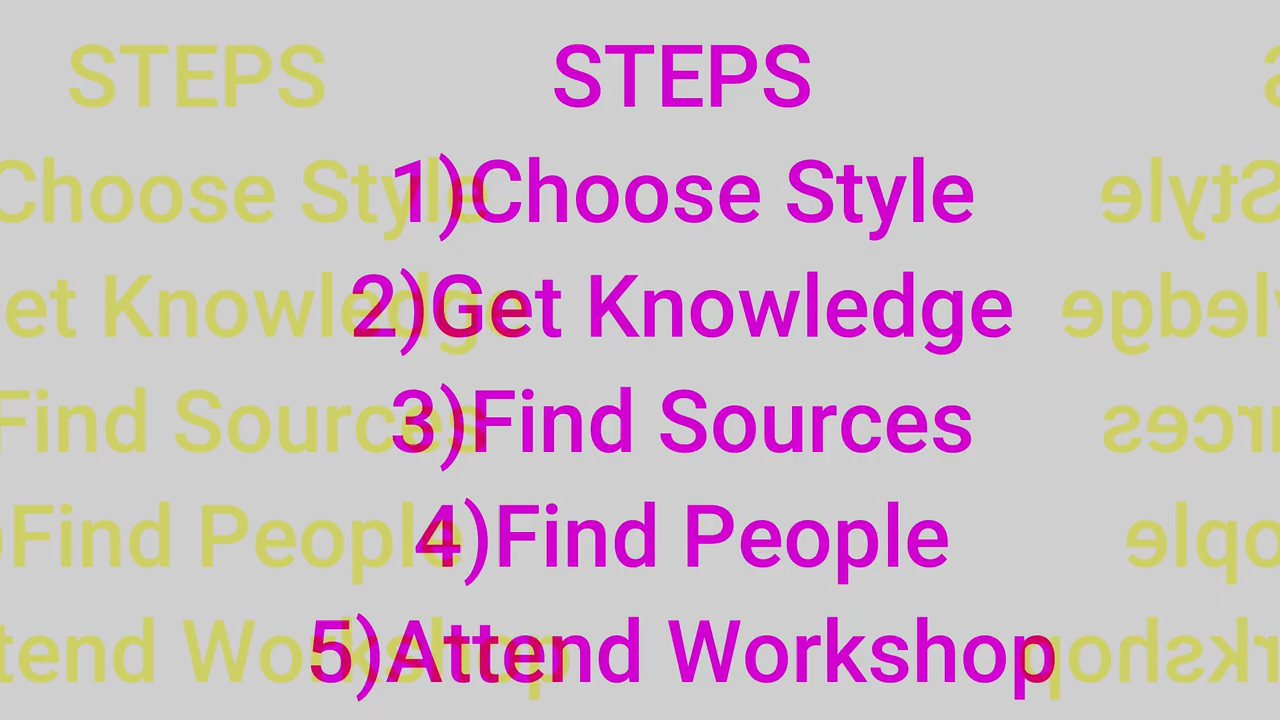 STEPS
1)Choose Style
2)Get Knowledge
3)Find Sources
4)Find People
5)Attend Workshop